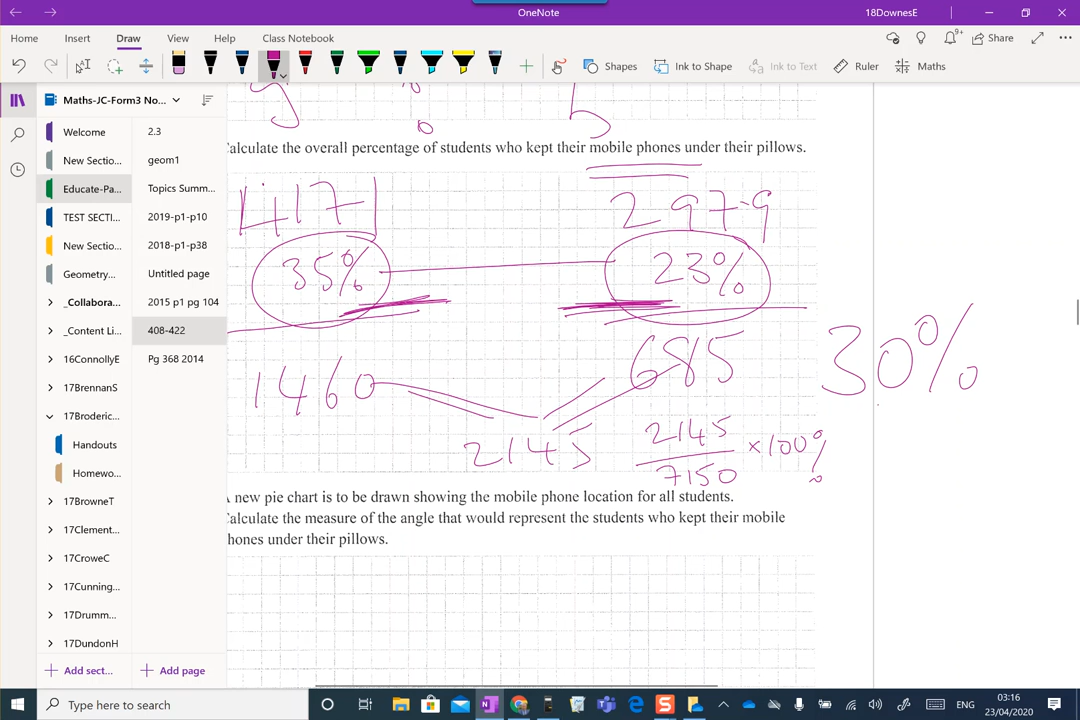 OneNote
18DownesE
Home Insert Draw View Help Class Notebook
9+ Share
Shapes Ink to Shape Ink to Text Ruler Maths
Maths-JC-Form3 No...
Welcome
New Sectio...
Educate-Pa...
TEST SECTI...
New Sectio...
Geometry...
_Collabora...
_Content Li...
16ConnollyE
17BrennanS
17Broderic...
Handouts
Homewo...
17BrowneT
17Clement...
17CroweC
17Cunning...
17Drumm...
17DundonH
Add sect...
2.3
geom1
Topics Summ...
2019-p1-p10
2018-p1-p38
Untitled page
2015 p1 pg 104
408-422
Pg 368 2014
Add page
alculate the overall percentage of students who kept their mobile phones under their pillows.
4171 297.9
35% 23%
1460 685
30%
2145 2145/7150 × 100%
new pie chart is to be drawn showing the mobile phone location for all students.
alculate the measure of the angle that would represent the students who kept their mobile
hones under their pillows.
Type here to search
ENG
03:16
23/04/2020